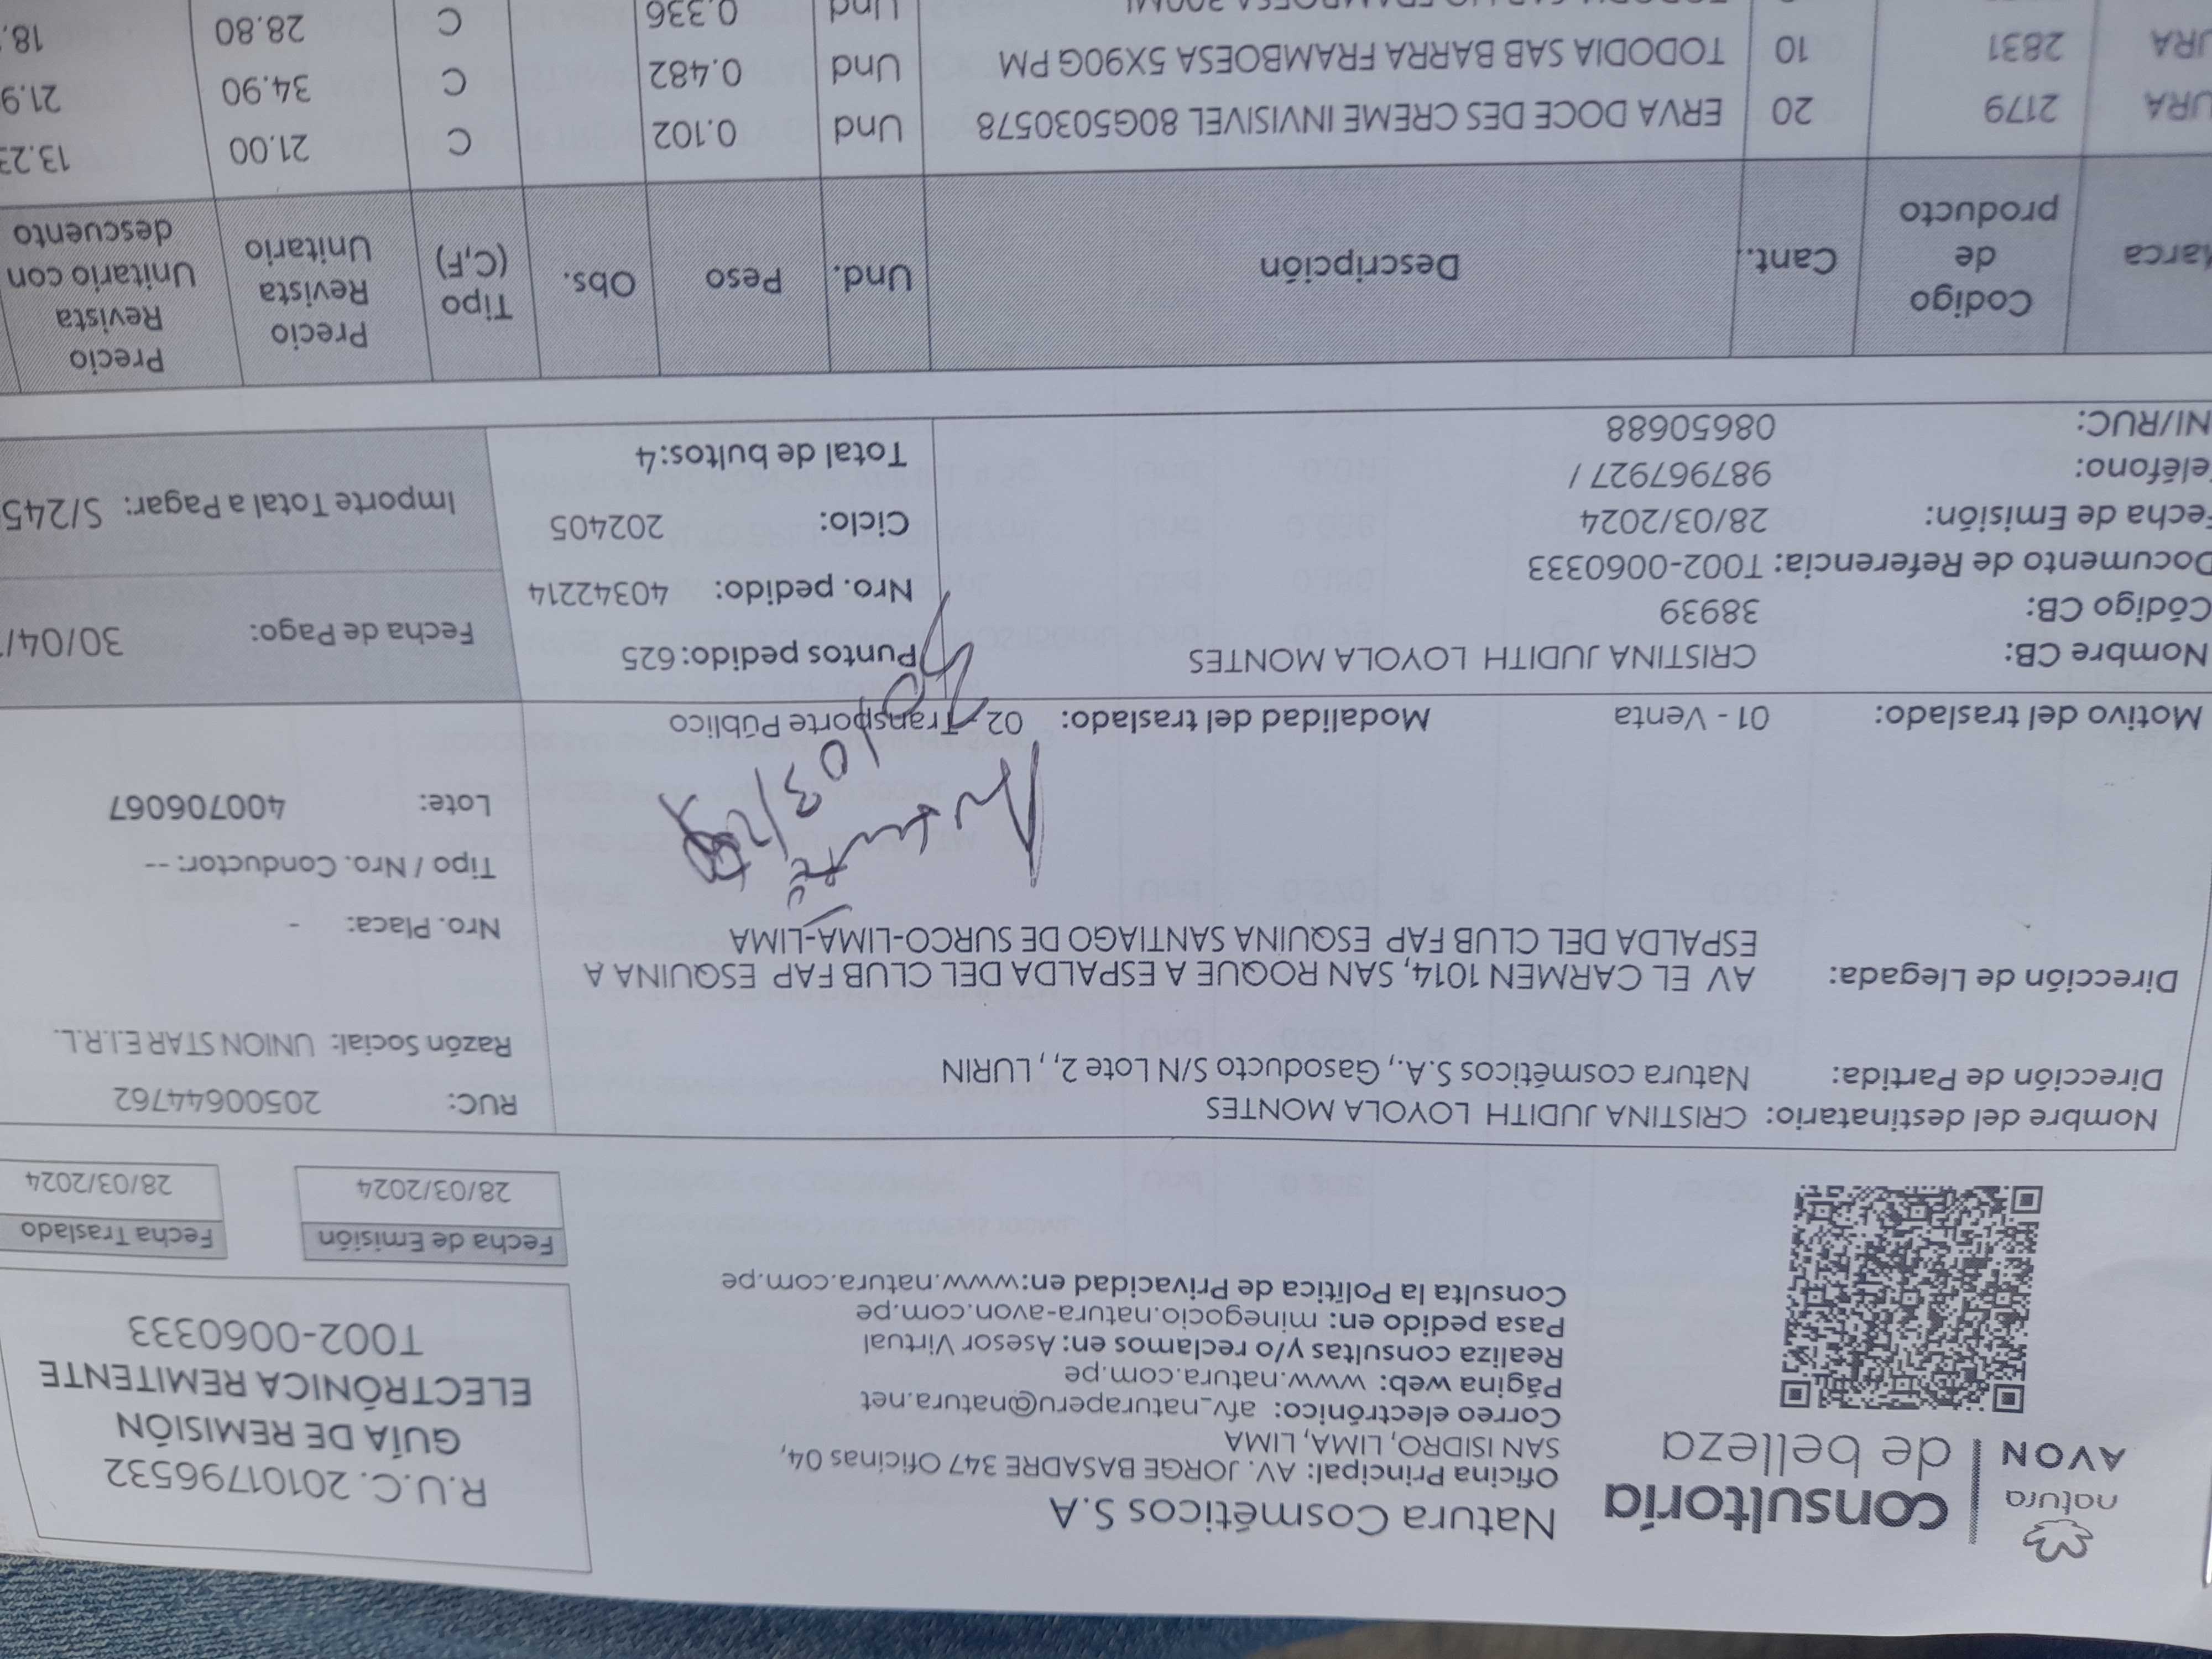 natura
AVON
consultoría
de belleza
Natura Cosméticos S.A
Oficina Principal: AV. JORGE BASADRE 347 Oficinas 04,
SAN ISIDRO, LIMA, LIMA
Correo electrónico: afv_naturaperu@natura.net
Página web: www.natura.com.pe
Realiza consultas y/o reclamos en: Asesor Virtual
Pasa pedido en: minegocio.natura-avon.com.pe
Consulta la Política de Privacidad en:www.natura.com.pe
R.U.C. 20101796532
GUÍA DE REMISIÓN
ELECTRÓNICA REMITENTE
T002-0060333
Fecha de Emisión Fecha Traslado
28/03/2024 28/03/2024
Nombre del destinatario: CRISTINA JUDITH LOYOLA MONTES
Dirección de Partida: Natura cosméticos S.A., Gasoducto S/N Lote 2, , LURIN
Dirección de Llegada: AV EL CARMEN 1014, SAN ROQUE A ESPALDA DEL CLUB FAP ESQUINA A
ESPALDA DEL CLUB FAP ESQUINA SANTIAGO DE SURCO-LIMA-LIMA
RUC: 20500644762
Razón Social: UNION STAR E.I.R.L.
Nro. Placa: -
Tipo / Nro. Conductor: --
Lote: 400706067
Motivo del traslado: 01 - Venta Modalidad del traslado: 02 - Transporte Público
Nombre CB: CRISTINA JUDITH LOYOLA MONTES
Código CB: 38939
Documento de Referencia: T002-0060333
Fecha de Emisión: 28/03/2024
eléfono: 987967927 /
NI/RUC: 08650688
Puntos pedido: 625
Nro. pedido: 40342214
Ciclo: 202405
Total de bultos:4
Fecha de Pago: 30/04/
Importe Total a Pagar: S/245
arca Codigo de producto Cant. Descripción Und. Peso Obs. Tipo (C,F) Precio Revista Unitario Precio Revista Unitario con descuento
URA 2179 20 ERVA DOCE DES CREME INVISIVEL 80G5030578 Und 0.102 C 21.00 13.23
URA 2831 10 TODODIA SAB BARRA FRAMBOESA 5X90G PM Und 0.482 C 34.90 21.9
Und 0.336 C 28.80 18.